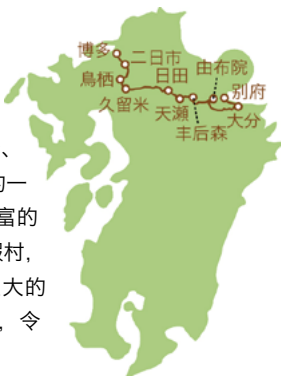 博多
二日市
由布院
鳥栖
日田
別府
久留米
天瀬
大分
丰后森
、
的一
富的
村,
大的
，令